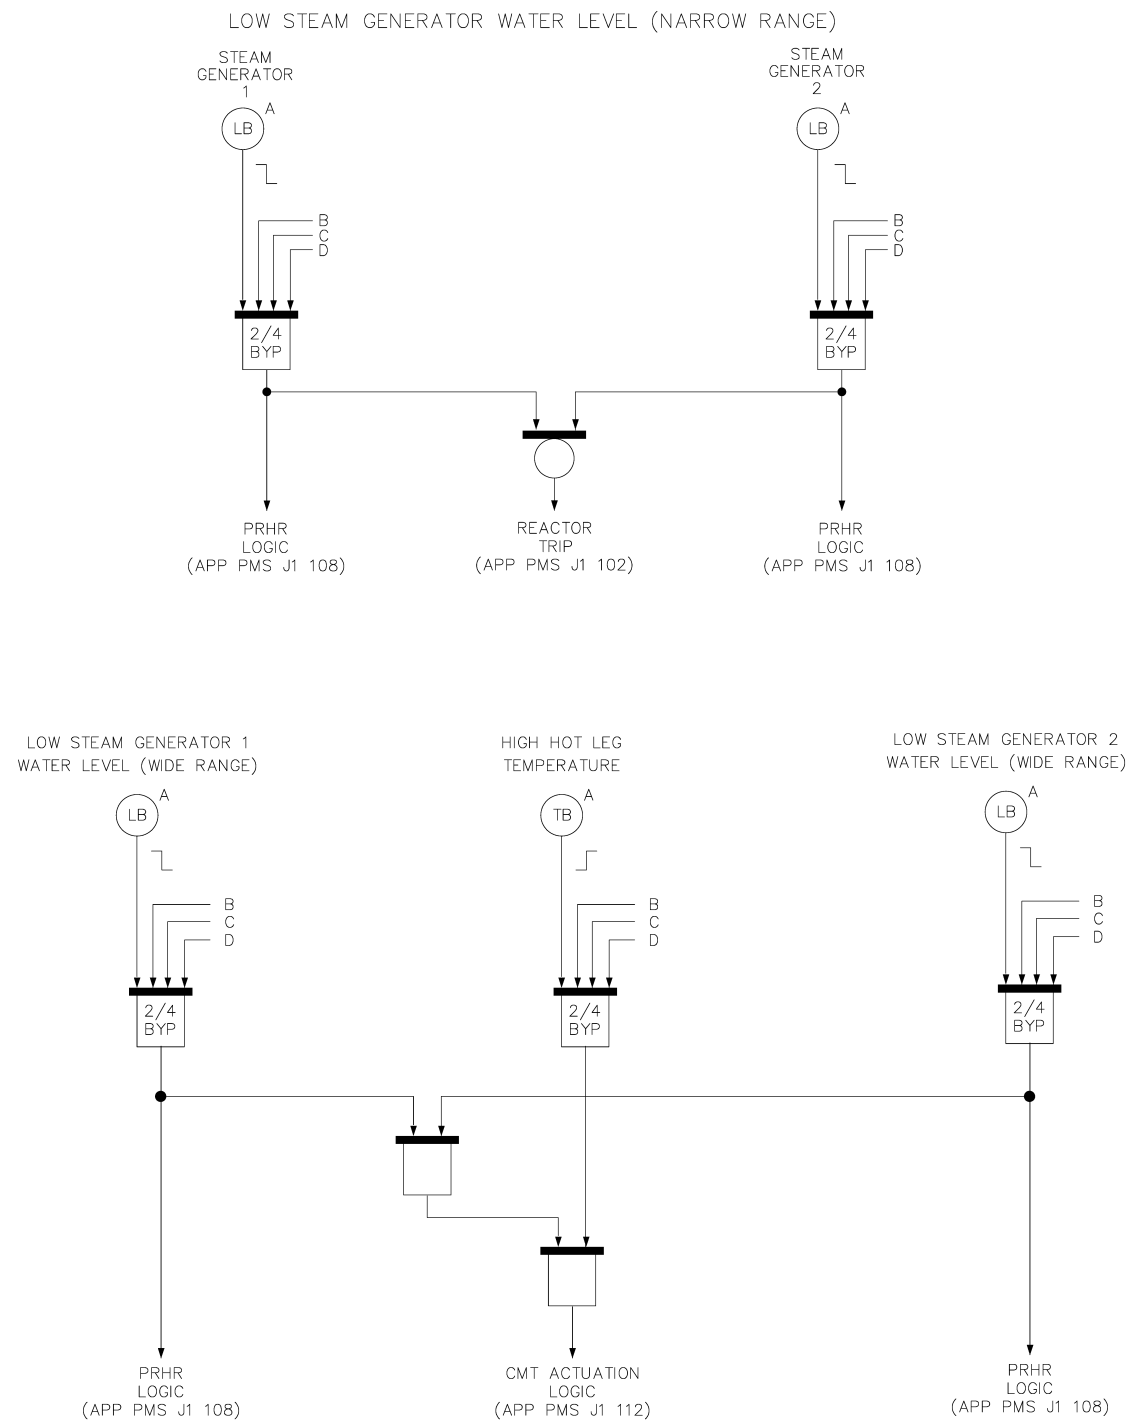 LOW STEAM GENERATOR WATER LEVEL (NARROW RANGE)
STEAM
GENERATOR
1
A
LB
B
C
D
2/4
BYP
STEAM
GENERATOR
2
A
LB
B
C
D
2/4
BYP
PRHR
LOGIC
(APP PMS J1 108)
REACTOR
TRIP
(APP PMS J1 102)
PRHR
LOGIC
(APP PMS J1 108)
LOW STEAM GENERATOR 1
WATER LEVEL (WIDE RANGE)
A
LB
B
C
D
2/4
BYP
HIGH HOT LEG
TEMPERATURE
A
TB
B
C
D
2/4
BYP
LOW STEAM GENERATOR 2
WATER LEVEL (WIDE RANGE)
A
LB
B
C
D
2/4
BYP
PRHR
LOGIC
(APP PMS J1 108)
CMT ACTUATION
LOGIC
(APP PMS J1 112)
PRHR
LOGIC
(APP PMS J1 108)